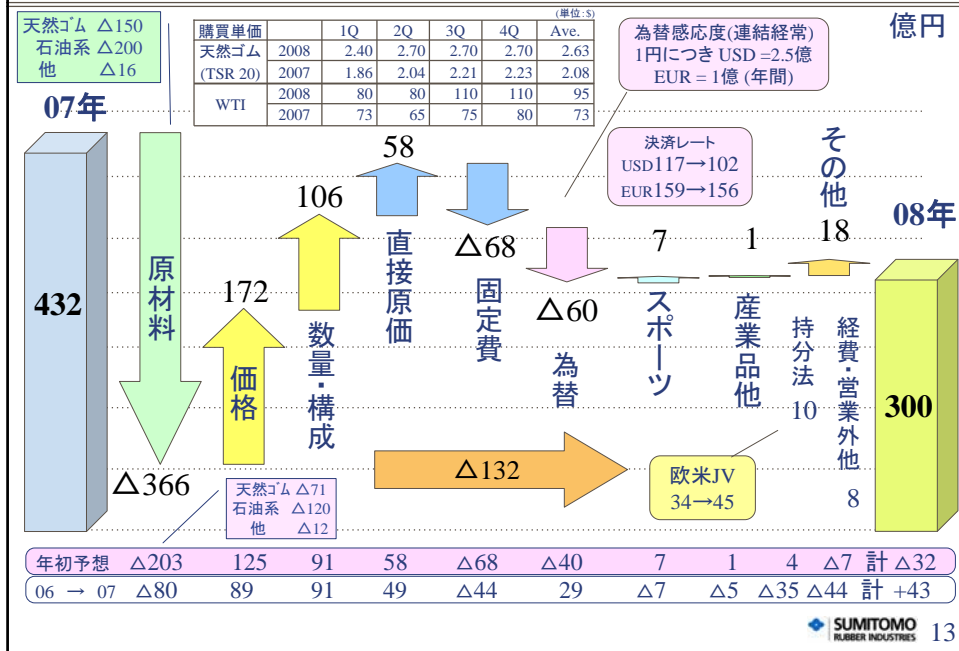 天然ゴム △150
石油系 △200
他 △16
(単位:$)
購買単価 1Q 2Q 3Q 4Q Ave.
天然ゴム 2008 2.40 2.70 2.70 2.70 2.63
(TSR 20) 2007 1.86 2.04 2.21 2.23 2.08
WTI 2008 80 80 110 110 95
2007 73 65 75 80 73
為替感応度(連結経常)
1円につき USD =2.5億
EUR = 1億 (年間)
億円
決済レート
USD117→102
EUR159→156
07年
432
原材料
△366
価格
172
数量・構成
106
直接原価
58
固定費
△68
為替
△60
スポーツ
7
産業品他
1
その他
18
持分法
10
経費・営業外他
8
08年
300
△132
欧米JV
34→45
天然ゴム △71
石油系 △120
他 △12
年初予想 △203 125 91 58 △68 △40 7 1 4 △7 計 △32
06 → 07 △80 89 91 49 △44 29 △7 △5 △35 △44 計 +43
SUMITOMO
RUBBER INDUSTRIES
13